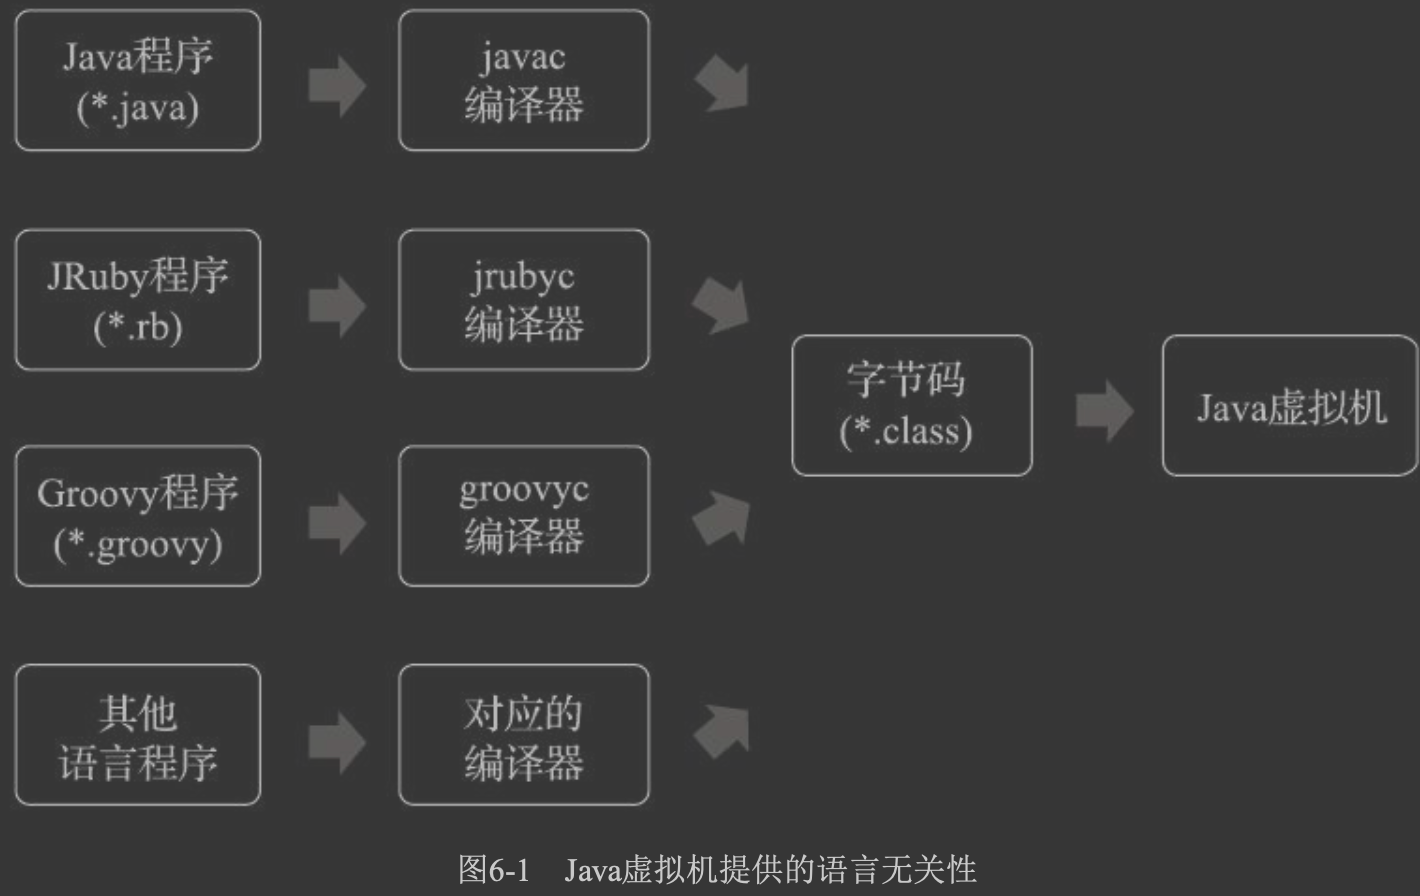 Java程序
(*.java)
javac
编译器
JRuby程序
(*.rb)
jrubyc
编译器
字节码
(*.class)
Java虚拟机
Groovy程序
(*.groovy)
groovyc
编译器
其他
语言程序
对应的
编译器
图6-1 Java虚拟机提供的语言无关性